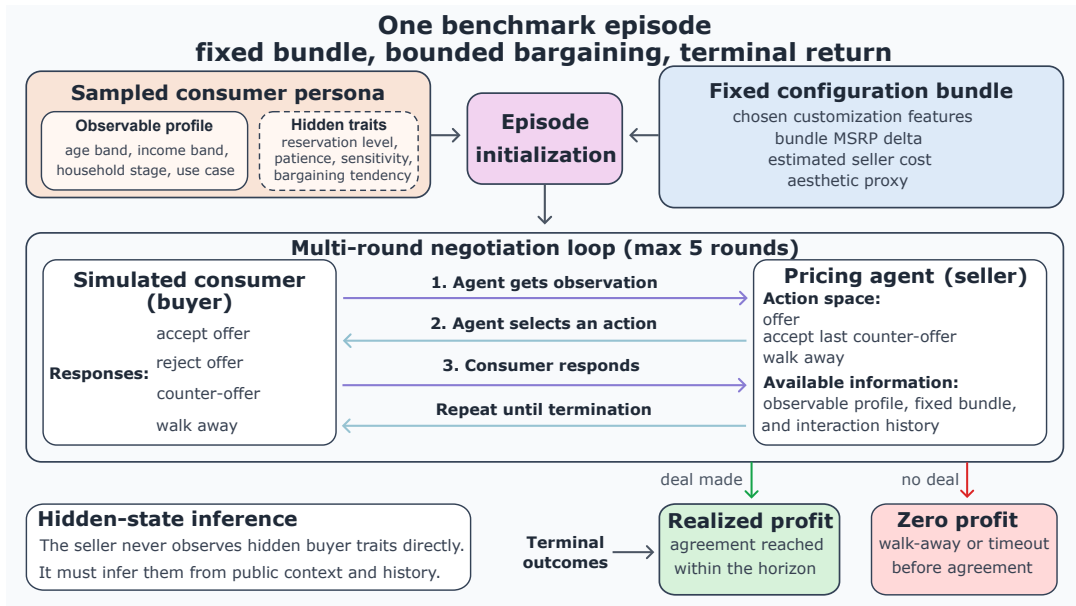 One benchmark episode
fixed bundle, bounded bargaining, terminal return
Sampled consumer persona
Observable profile
age band, income band,
household stage, use case
Hidden traits
reservation level,
patience, sensitivity,
bargaining tendency
Episode
initialization
Fixed configuration bundle
chosen customization features
bundle MSRP delta
estimated seller cost
aesthetic proxy
Multi-round negotiation loop (max 5 rounds)
Simulated consumer
(buyer)
Responses:
accept offer
reject offer
counter-offer
walk away
1. Agent gets observation
2. Agent selects an action
3. Consumer responds
Repeat until termination
Pricing agent (seller)
Action space:
offer
accept last counter-offer
walk away
Available information:
observable profile, fixed bundle,
and interaction history
deal made
no deal
Hidden-state inference
The seller never observes hidden buyer traits directly.
It must infer them from public context and history.
Terminal
outcomes
Realized profit
agreement reached
within the horizon
Zero profit
walk-away or timeout
before agreement